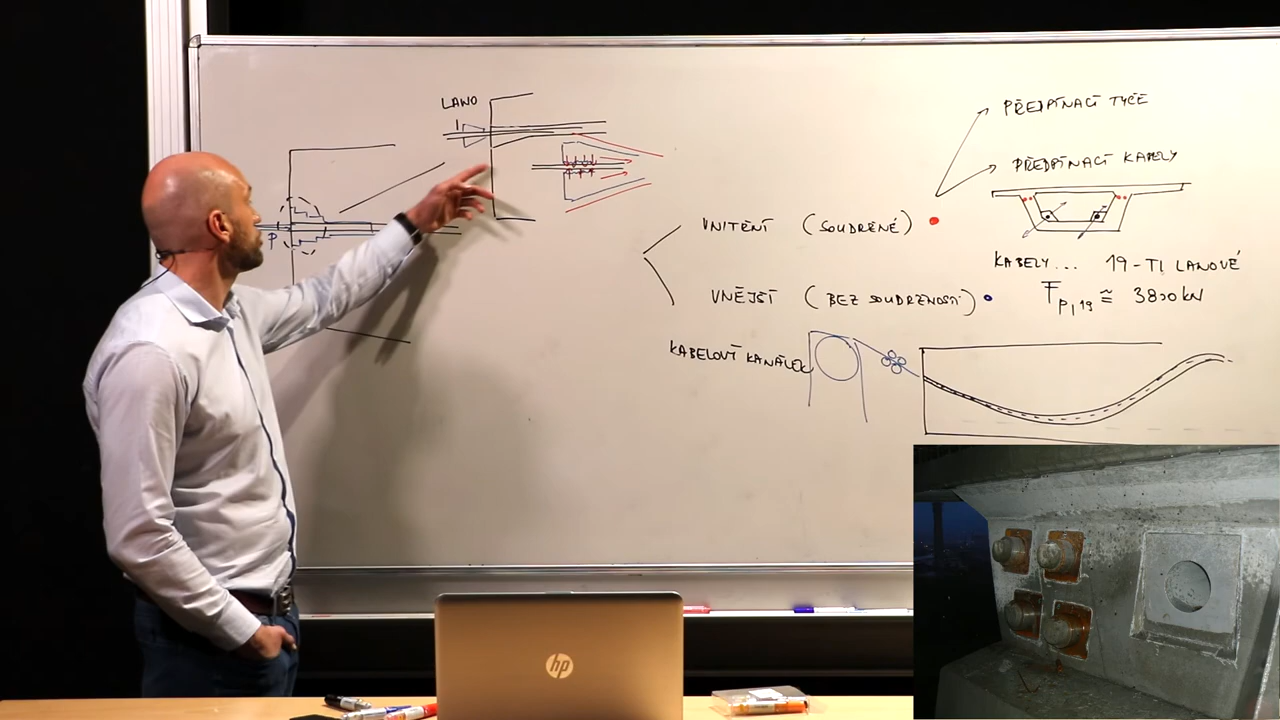 LANO
P
PŘEDPÍNACÍ TYČE
PŘEDPÍNACÍ KABELY
VNITŘNÍ (SOUDRŽNÉ)
KABELY... 19-TI LANOVÉ
VNĚJŠÍ (BEZ SOUDRŽNOSTI)
Fp,19 ≅ 3800 kN
KABELOVÝ KANÁLEK
hp